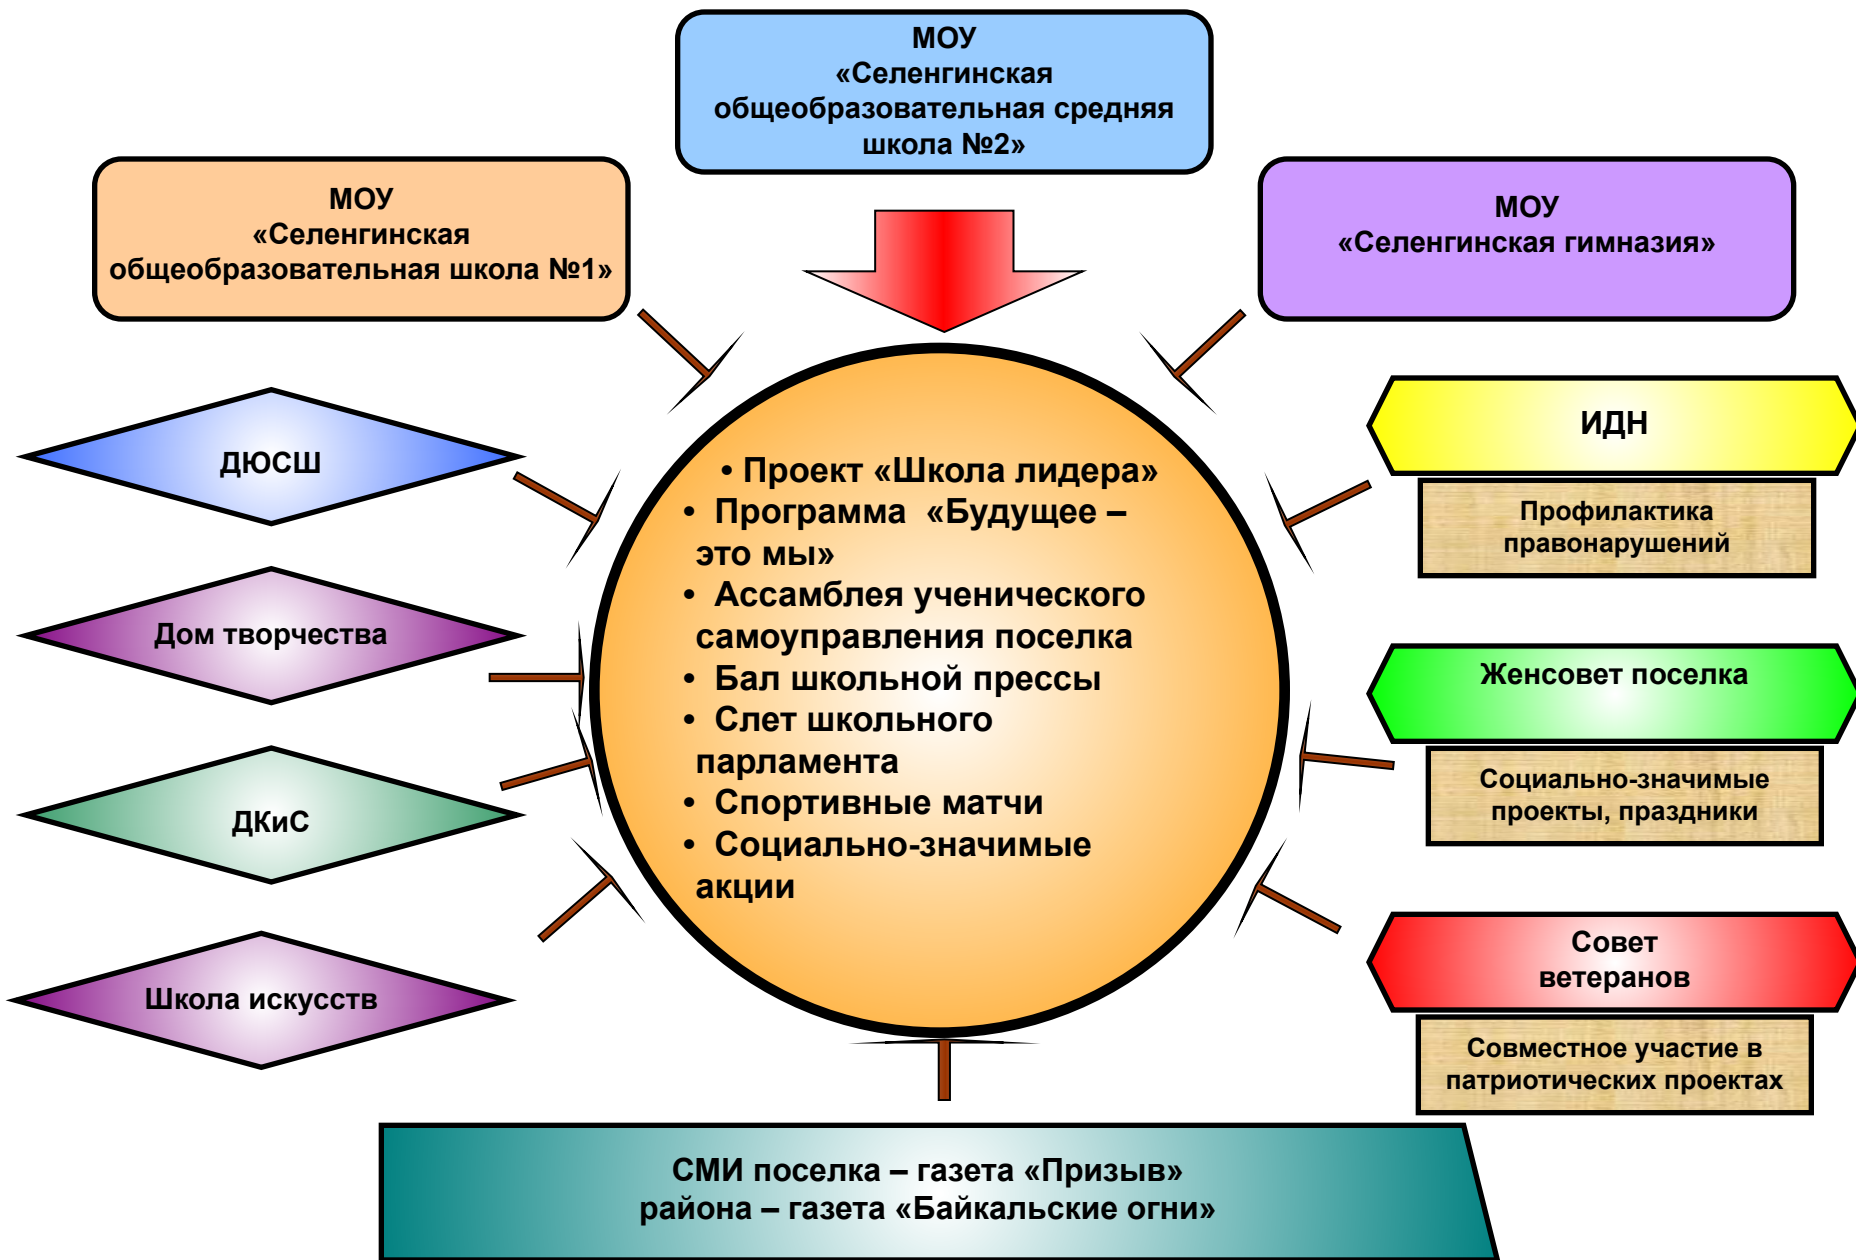 МОУ
«Селенгинская
общеобразовательная средняя
школа №2»
МОУ
«Селенгинская
общеобразовательная школа №1»
МОУ
«Селенгинская гимназия»
ДЮСШ
Дом творчества
ДКиС
Школа искусств
• Проект «Школа лидера»
• Программа «Будущее –
это мы»
• Ассамблея ученического
самоуправления поселка
• Бал школьной прессы
• Слет школьного
парламента
• Спортивные матчи
• Социально-значимые
акции
ИДН
Профилактика
правонарушений
Женсовет поселка
Социально-значимые
проекты, праздники
Совет
ветеранов
Совместное участие в
патриотических проектах
СМИ поселка – газета «Призыв»
района – газета «Байкальские огни»